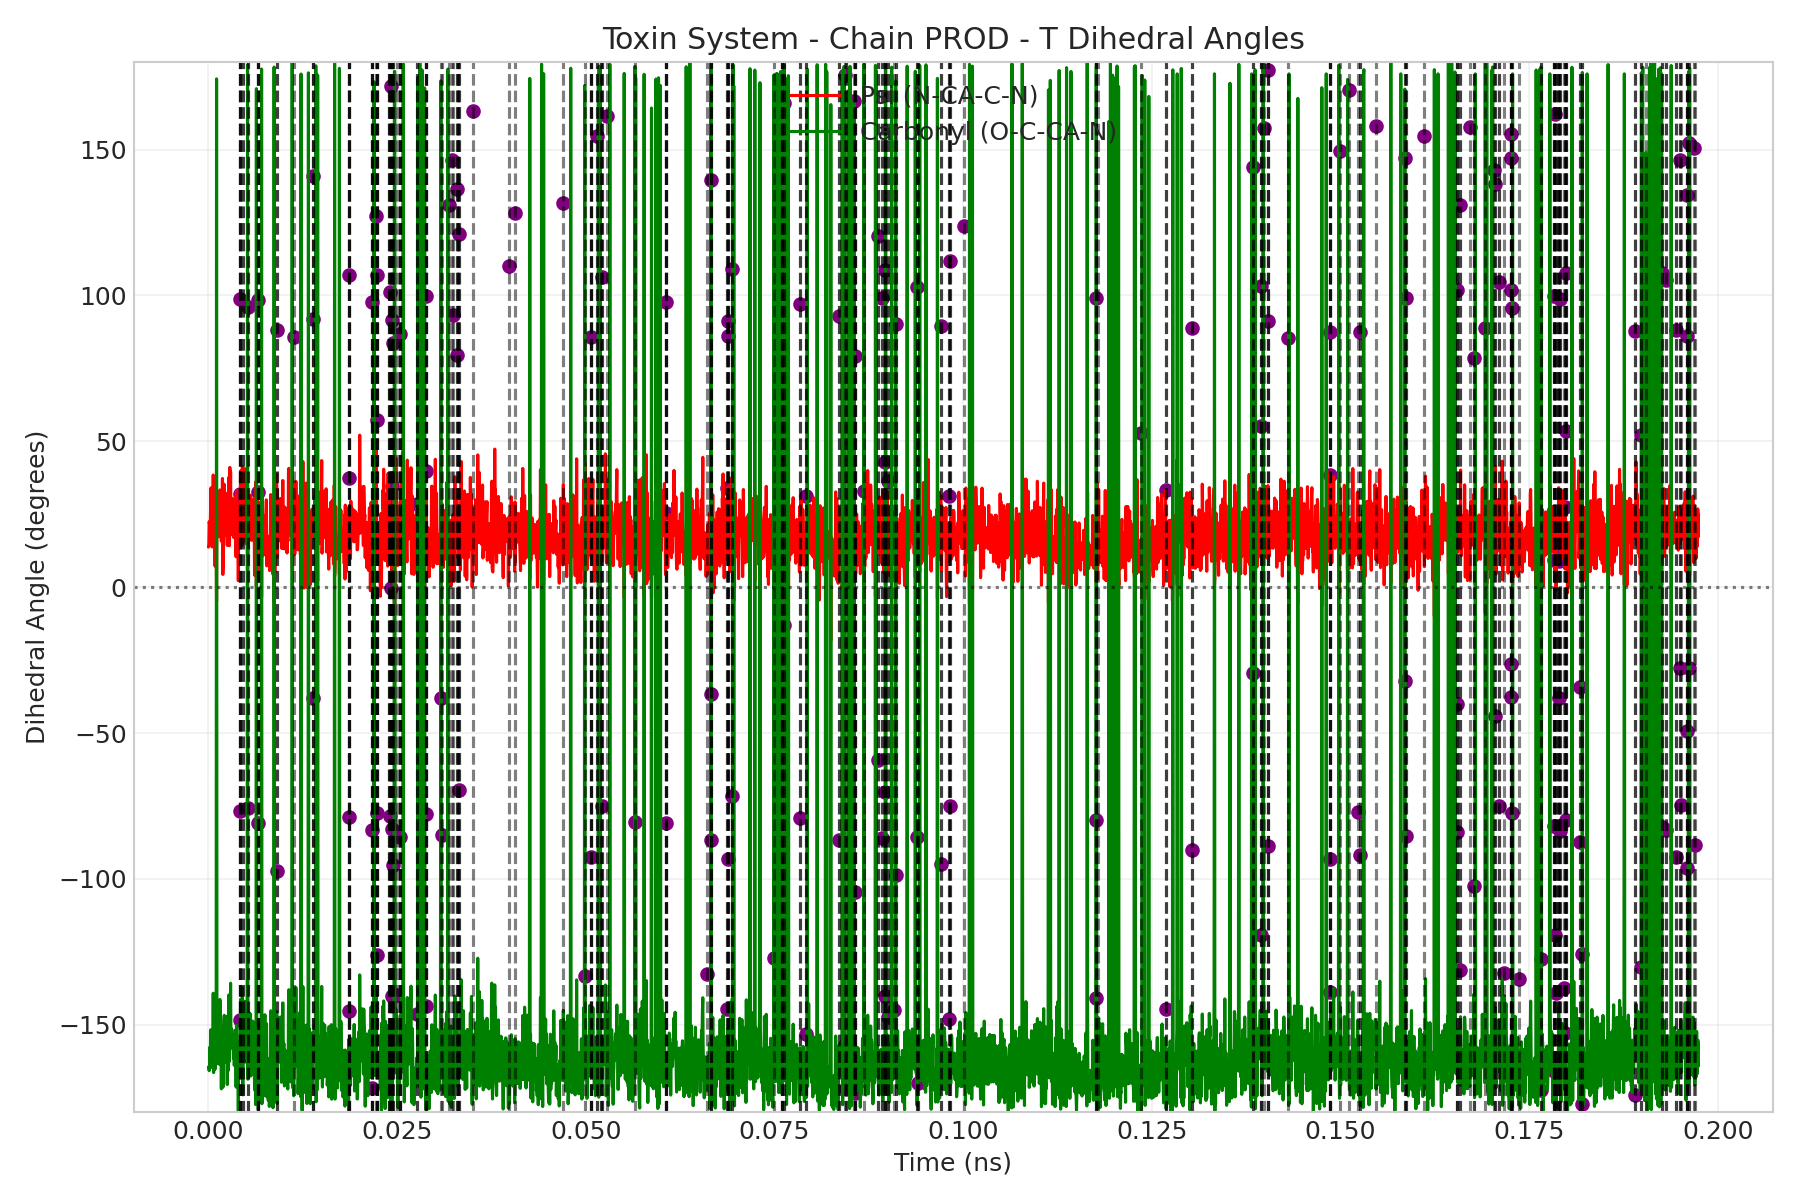 Toxin System - Chain PROD - T Dihedral Angles
Psi (N-CA-C-N)
Carbonyl (O-C-CA-N)
150
100
50
0
−50
−100
−150
Dihedral Angle (degrees)
0.000 0.025 0.050 0.075 0.100 0.125 0.150 0.175 0.200
Time (ns)